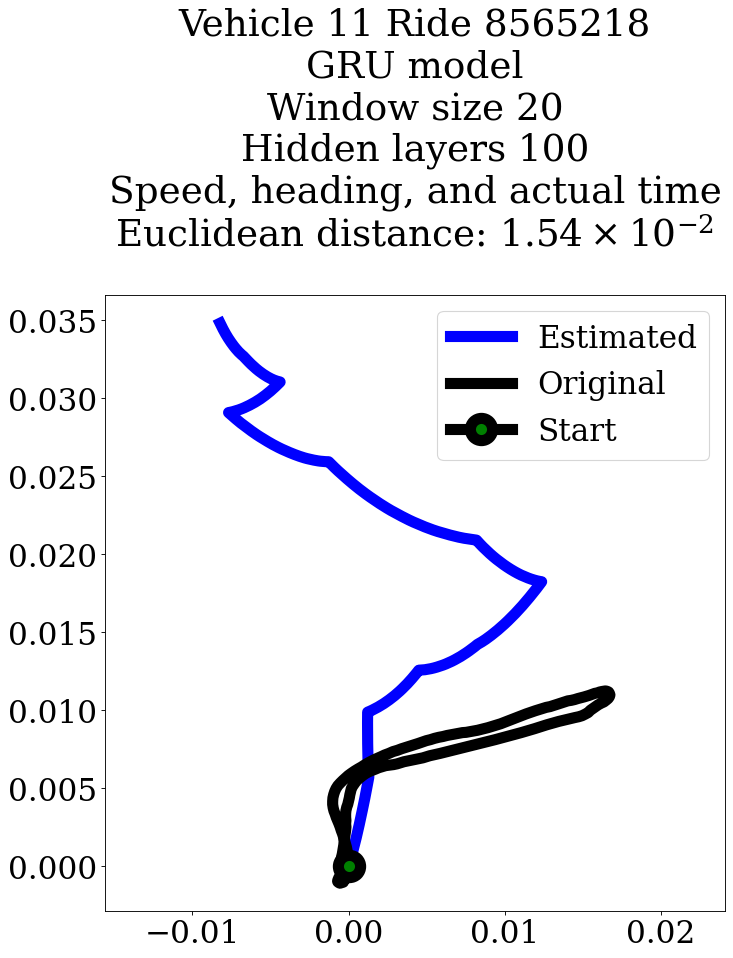 Vehicle 11 Ride 8565218
GRU model
Window size 20
Hidden layers 100
Speed, heading, and actual time
Euclidean distance: 1.54 × 10⁻²
Estimated
Original
Start
0.035
0.030
0.025
0.020
0.015
0.010
0.005
0.000
−0.01 0.00 0.01 0.02